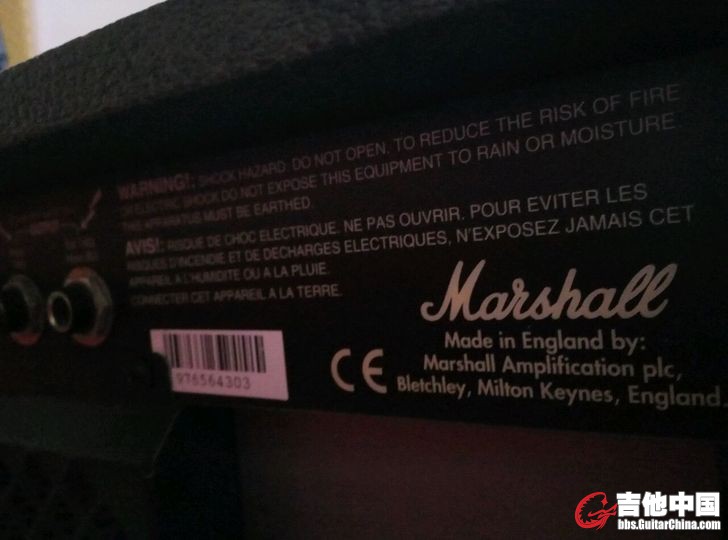 WARNING!: SHOCK HAZARD. DO NOT OPEN. TO REDUCE THE RISK OF FIRE
OR ELECTRIC SHOCK DO NOT EXPOSE THIS EQUIPMENT TO RAIN OR MOISTURE
THIS APPARATUS MUST BE EARTHED.
AVIS!: RISQUE DE CHOC ELECTRIQUE. NE PAS OUVRIR. POUR EVITER LES
RISQUES D'INCENDIE ET DE DECHARGES ELECTRIQUES, N'EXPOSEZ JAMAIS CET
APPAREIL A L'HUMIDITE OU A LA PLUIE.
CONNECTER CET APPAREIL A LA TERRE.
Marshall
Made in England by:
Marshall Amplification plc,
Bletchley, Milton Keynes, England.
976564303
CE
吉他中国
bbs.GuitarChina.com